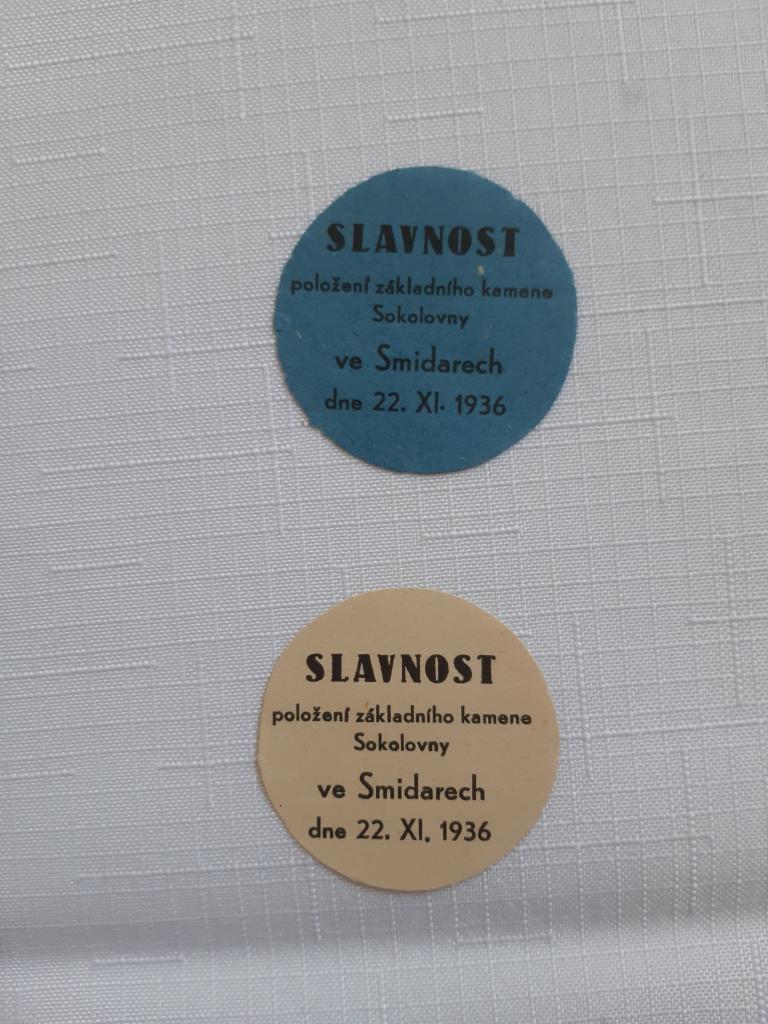 SLAVNOST
položení základního kamene
Sokolovny
ve Smidarech
dne 22. XI. 1936
SLAVNOST
položení základního kamene
Sokolovny
ve Smidarech
dne 22. XI. 1936